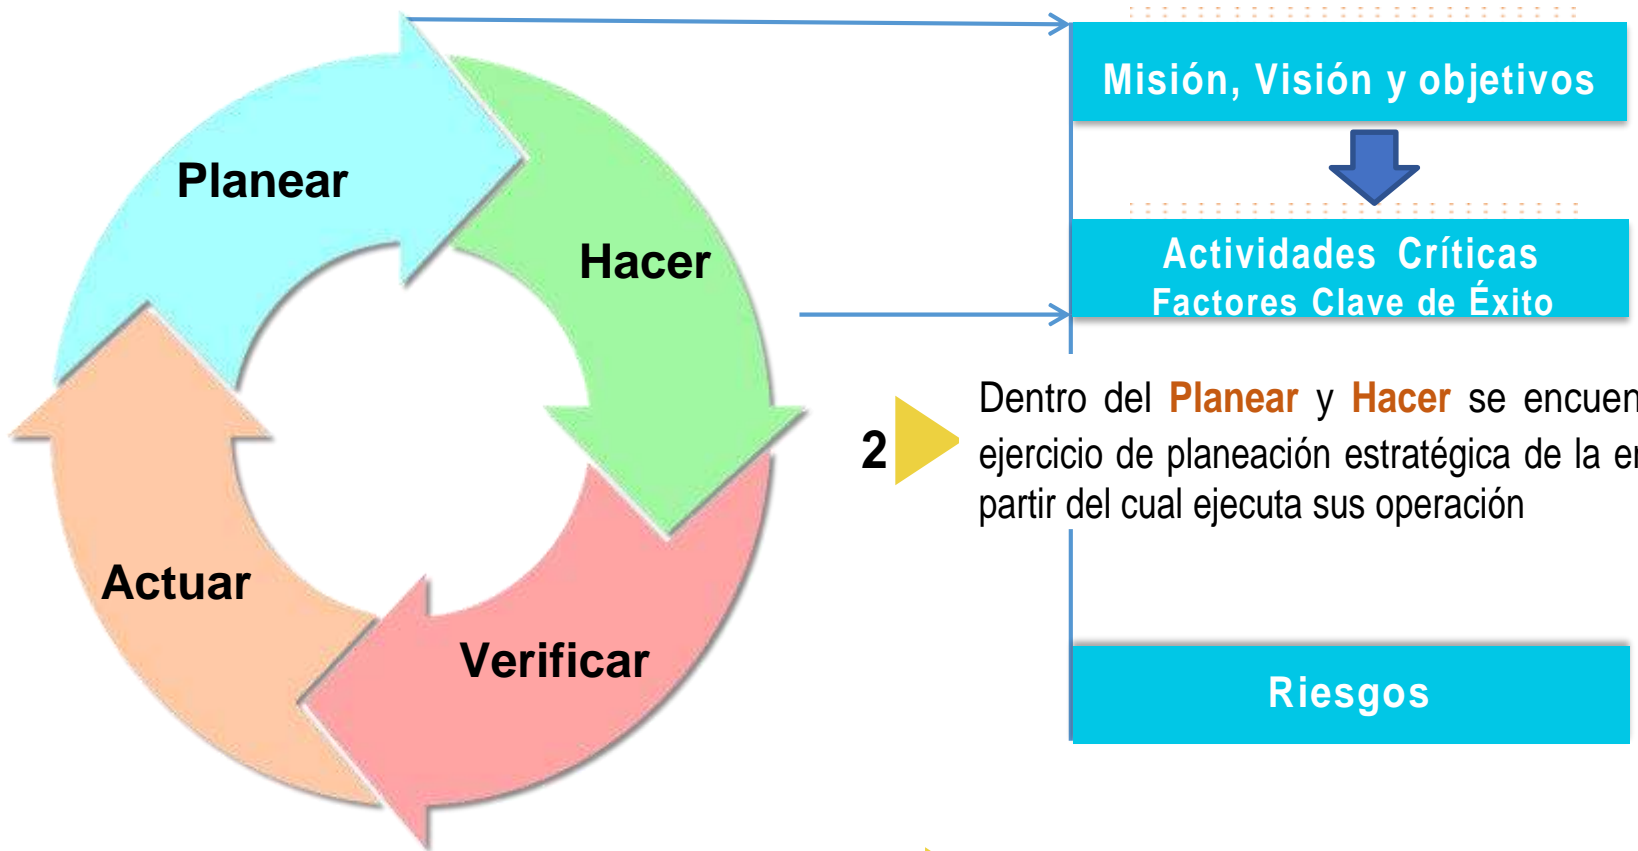 Planear
Hacer
Verificar
Actuar
Misión, Visión y objetivos
Actividades Críticas
Factores Clave de Éxito
2
Dentro del Planear y Hacer se
ejercicio de planeación estratégica de la
partir del cual ejecuta sus operación
Riesgos